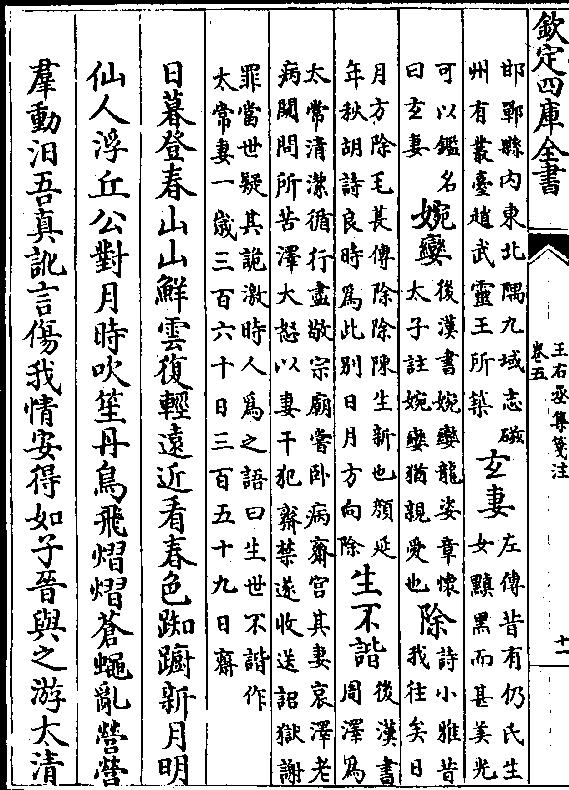 欽定四庫全書
王右丞集箋注
卷五
十一
邯鄲縣内東北隅九域志磁
州有叢臺趙武靈王所築
玄妻
左傳昔有仍氏生
女黰黑而甚美光
可以鑑名
曰玄妻
婉孌
後漢書婉孌龍姿章懷
太子註婉孌猶親愛也
除
詩小雅昔
我往矣日
月方除毛萇傳除除陳生新也顔延
年秋胡詩良時爲此别日月方向除
生不諧
後漢書
周澤爲
太常清潔循行盡敬宗廟嘗卧病齋宫其妻哀澤老
病闚問所苦澤大怒以妻干犯齋禁遂收送詔獄謝
罪當世疑其詭激時人爲之語曰生世不諧作
太常妻一歲三百六十日三百五十九日齋
日暮登春山山鮮雲復輕遠近看春色踟躕新月明
仙人浮丘公對月時吹笙丹鳥飛熠熠蒼蠅亂營營
羣動汩吾真訛言傷我情安得如子晉與之游太清